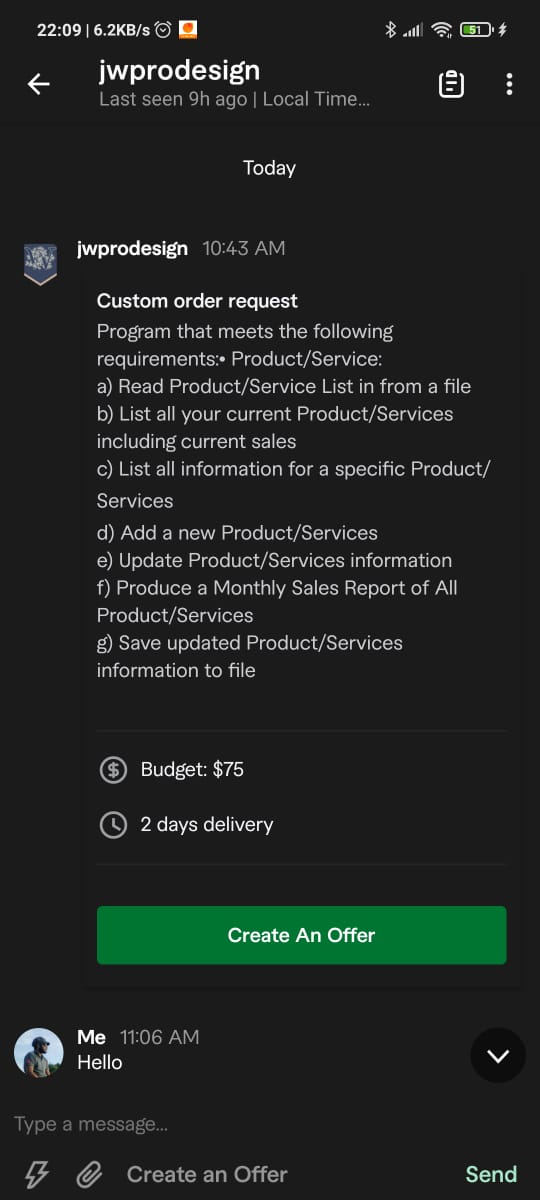 22:09 | 6.2KB/s
51
jwprodesign
Last seen 9h ago | Local Time...
Today
jwprodesign 10:43 AM
Custom order request
Program that meets the following
requirements:• Product/Service:
a) Read Product/Service List in from a file
b) List all your current Product/Services
including current sales
c) List all information for a specific Product/
Services
d) Add a new Product/Services
e) Update Product/Services information
f) Produce a Monthly Sales Report of All
Product/Services
g) Save updated Product/Services
information to file
Budget: $75
2 days delivery
Create An Offer
Me 11:06 AM
Hello
Type a message...
Create an Offer
Send